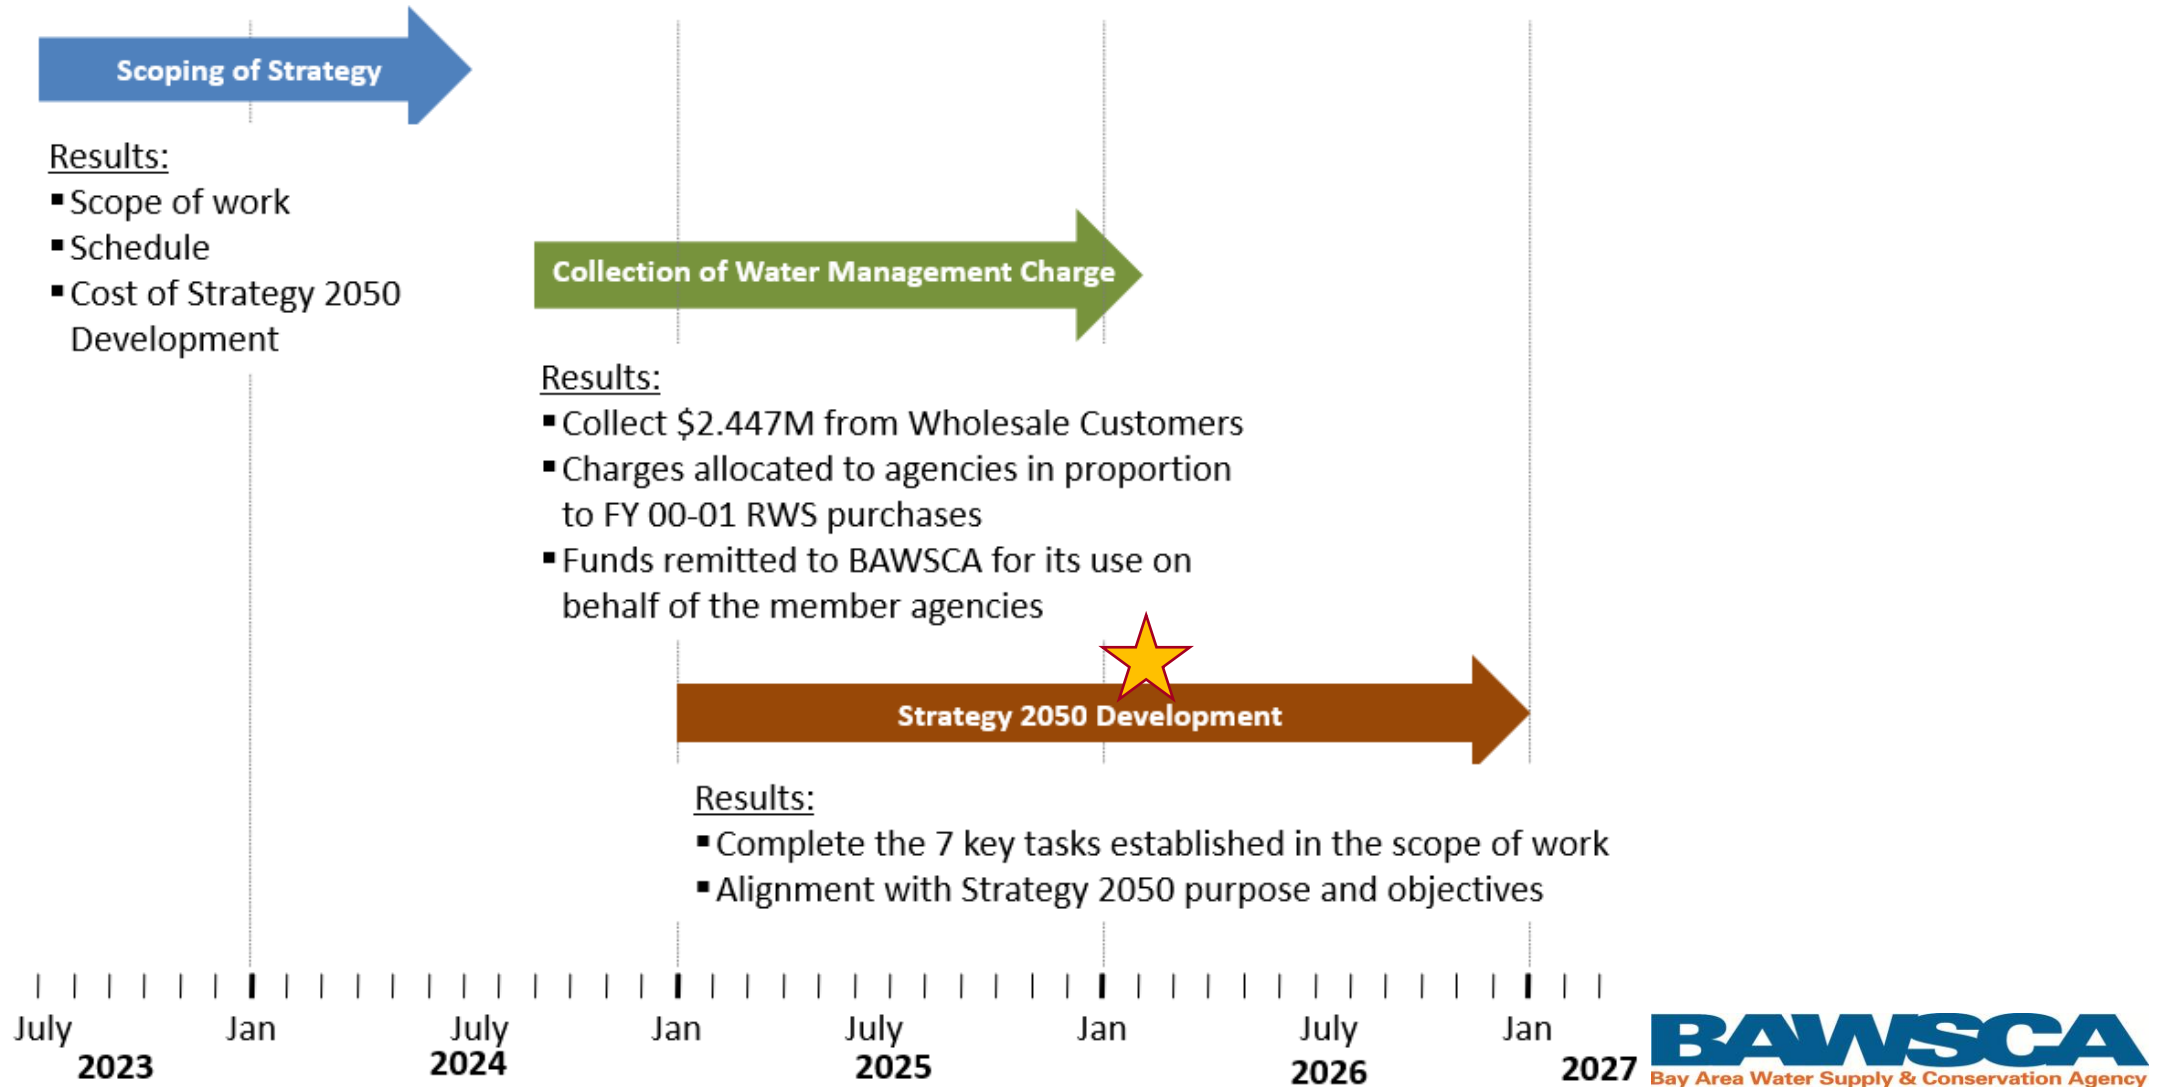 Scoping of Strategy
Results:
▪Scope of work
▪Schedule
▪Cost of Strategy 2050
Development
Collection of Water Management Charge
Results:
▪Collect $2.447M from Wholesale Customers
▪Charges allocated to agencies in proportion
to FY 00-01 RWS purchases
▪Funds remitted to BAWSCA for its use on
behalf of the member agencies
Strategy 2050 Development
Results:
▪Complete the 7 key tasks established in the scope of work
▪Alignment with Strategy 2050 purpose and objectives
July Jan July Jan July Jan July Jan
2023 2024 2025 2026 2027
BAWSCA
Bay Area Water Supply & Conservation Agency